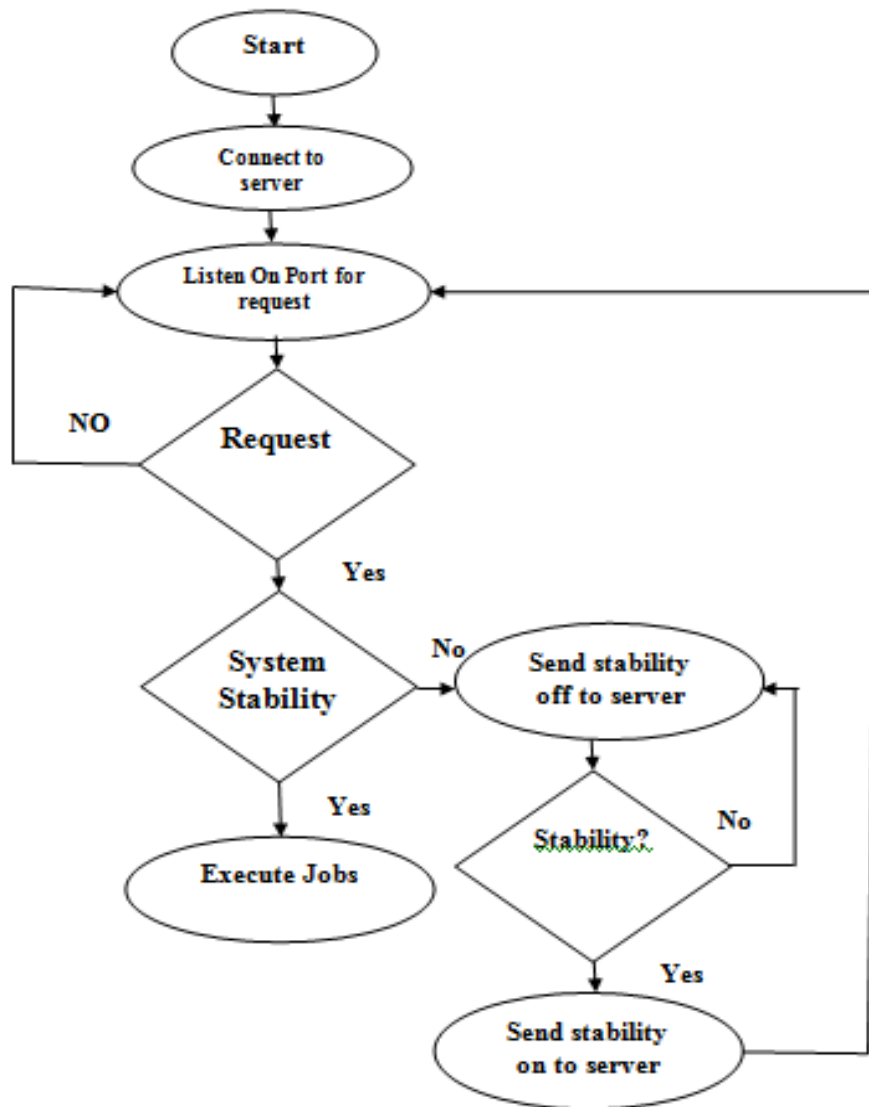 Start
Connect to
server
Listen On Port for
request
NO
Request
Yes
System
Stability
No
Send stability
off to server
Yes
Stability?
No
Execute Jobs
Yes
Send stability
on to server